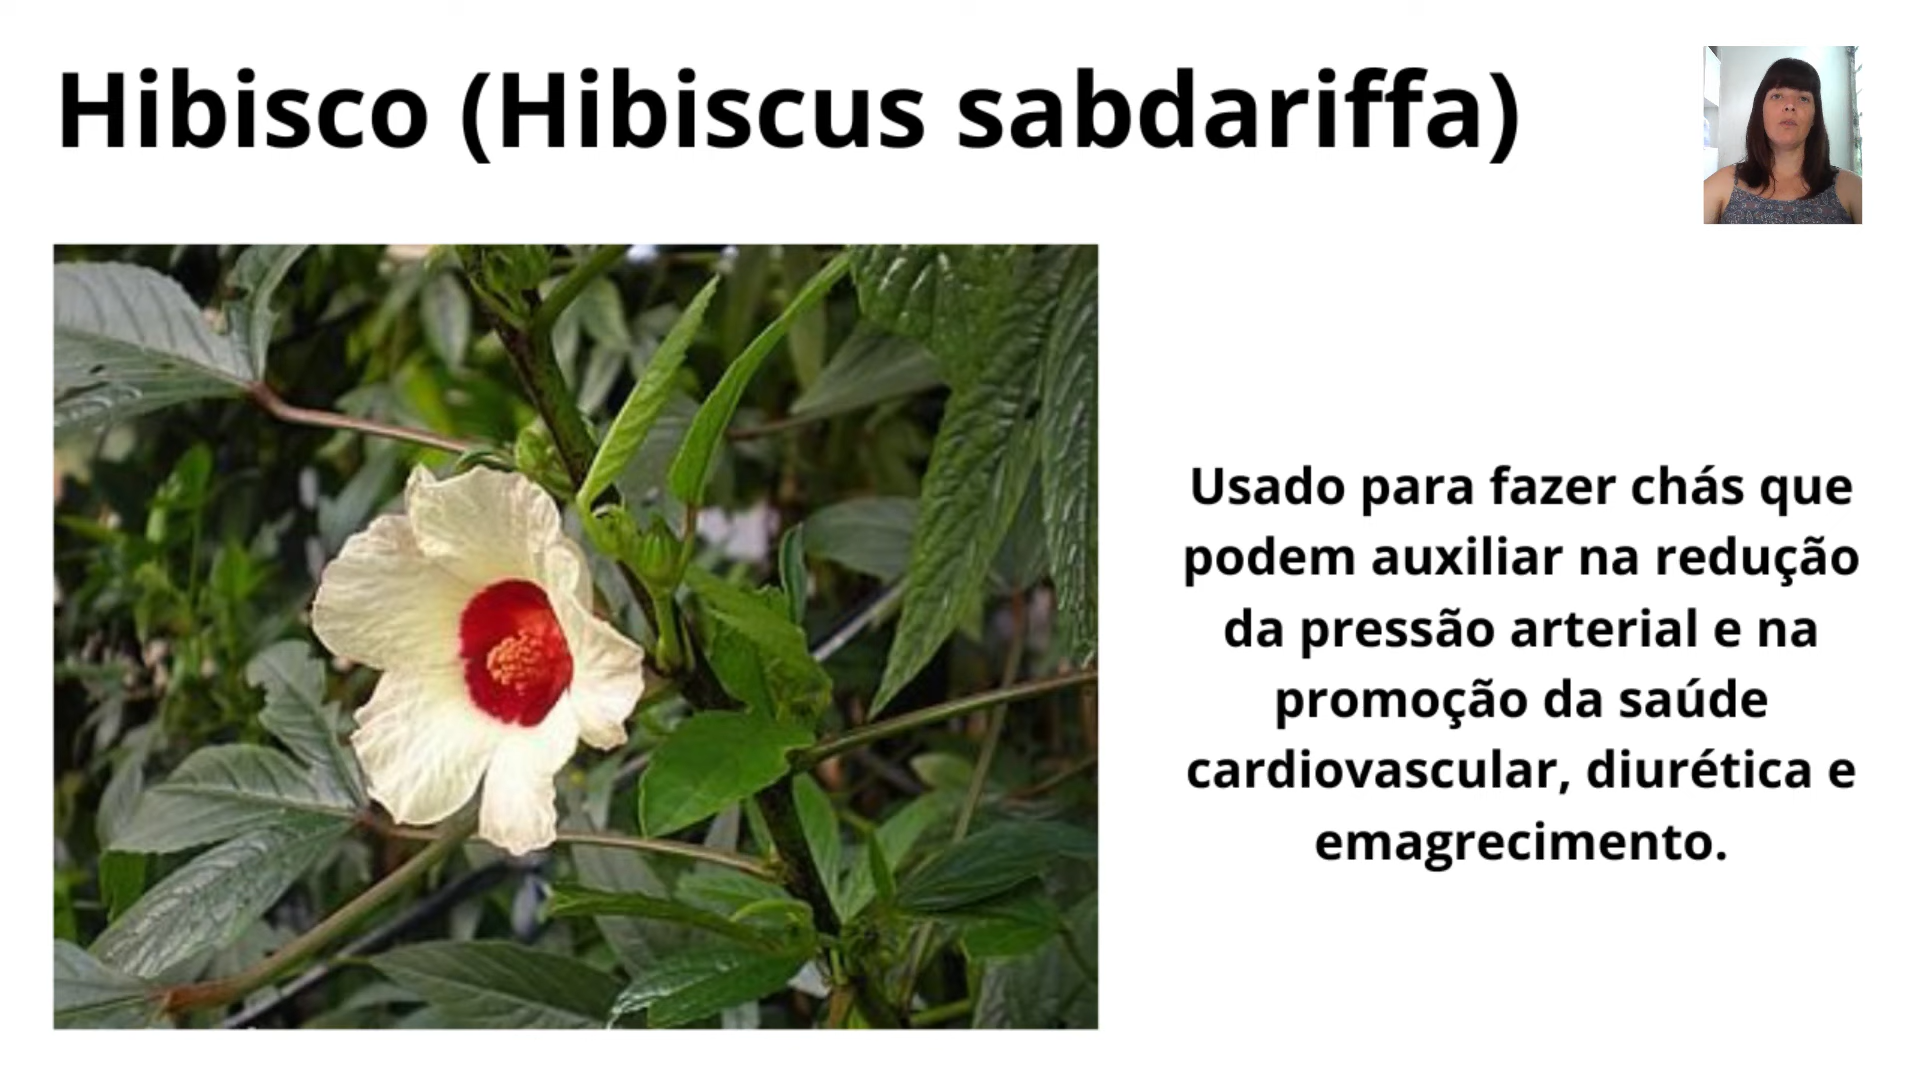 Hibisco (Hibiscus sabdariffa)
Usado para fazer chás que
podem auxiliar na redução
da pressão arterial e na
promoção da saúde
cardiovascular, diurética e
emagrecimento.